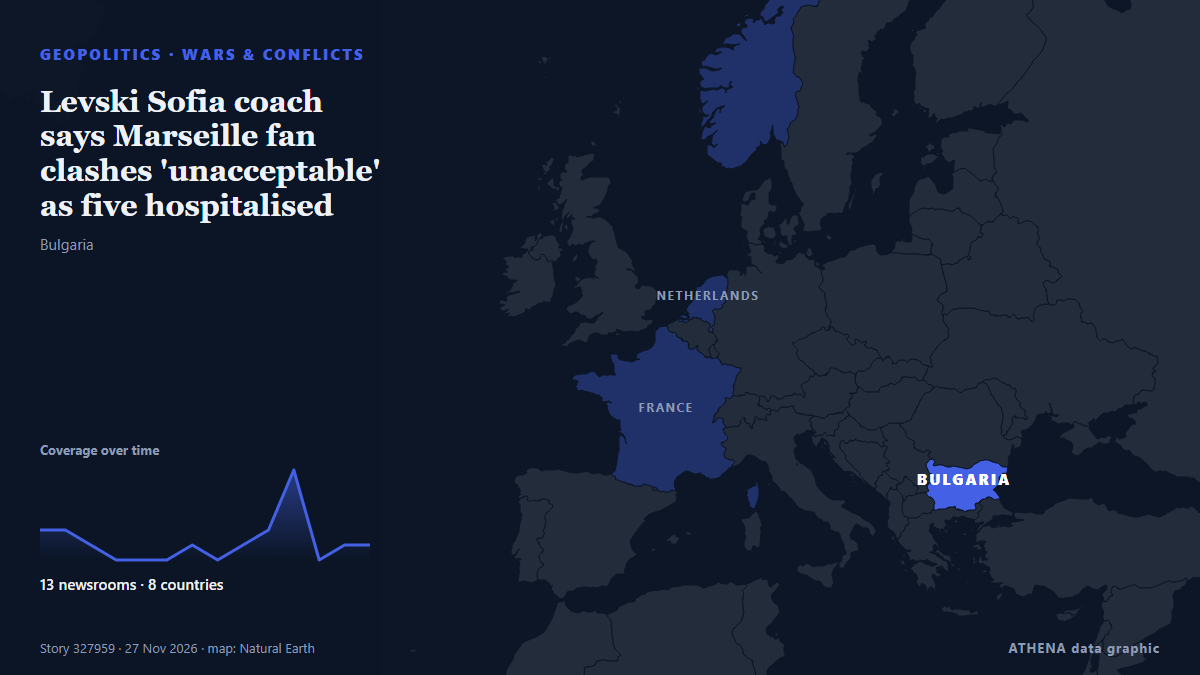 GEOPOLITICS · WARS & CONFLICTS
Levski Sofia coach
says Marseille fan
clashes 'unacceptable'
as five hospitalised
Bulgaria
NETHERLANDS
FRANCE
BULGARIA
Coverage over time
13 newsrooms · 8 countries
Story 327959 · 27 Nov 2026 · map: Natural Earth
ATHENA data graphic